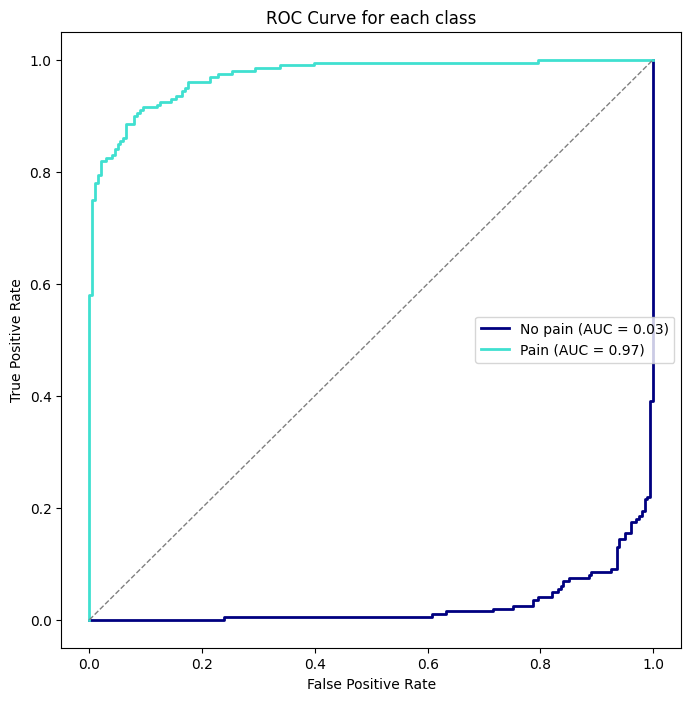 ROC Curve for each class
1.0
0.8
0.6
0.4
0.2
0.0
True Positive Rate
No pain (AUC = 0.03)
Pain (AUC = 0.97)
0.0 0.2 0.4 0.6 0.8 1.0
False Positive Rate